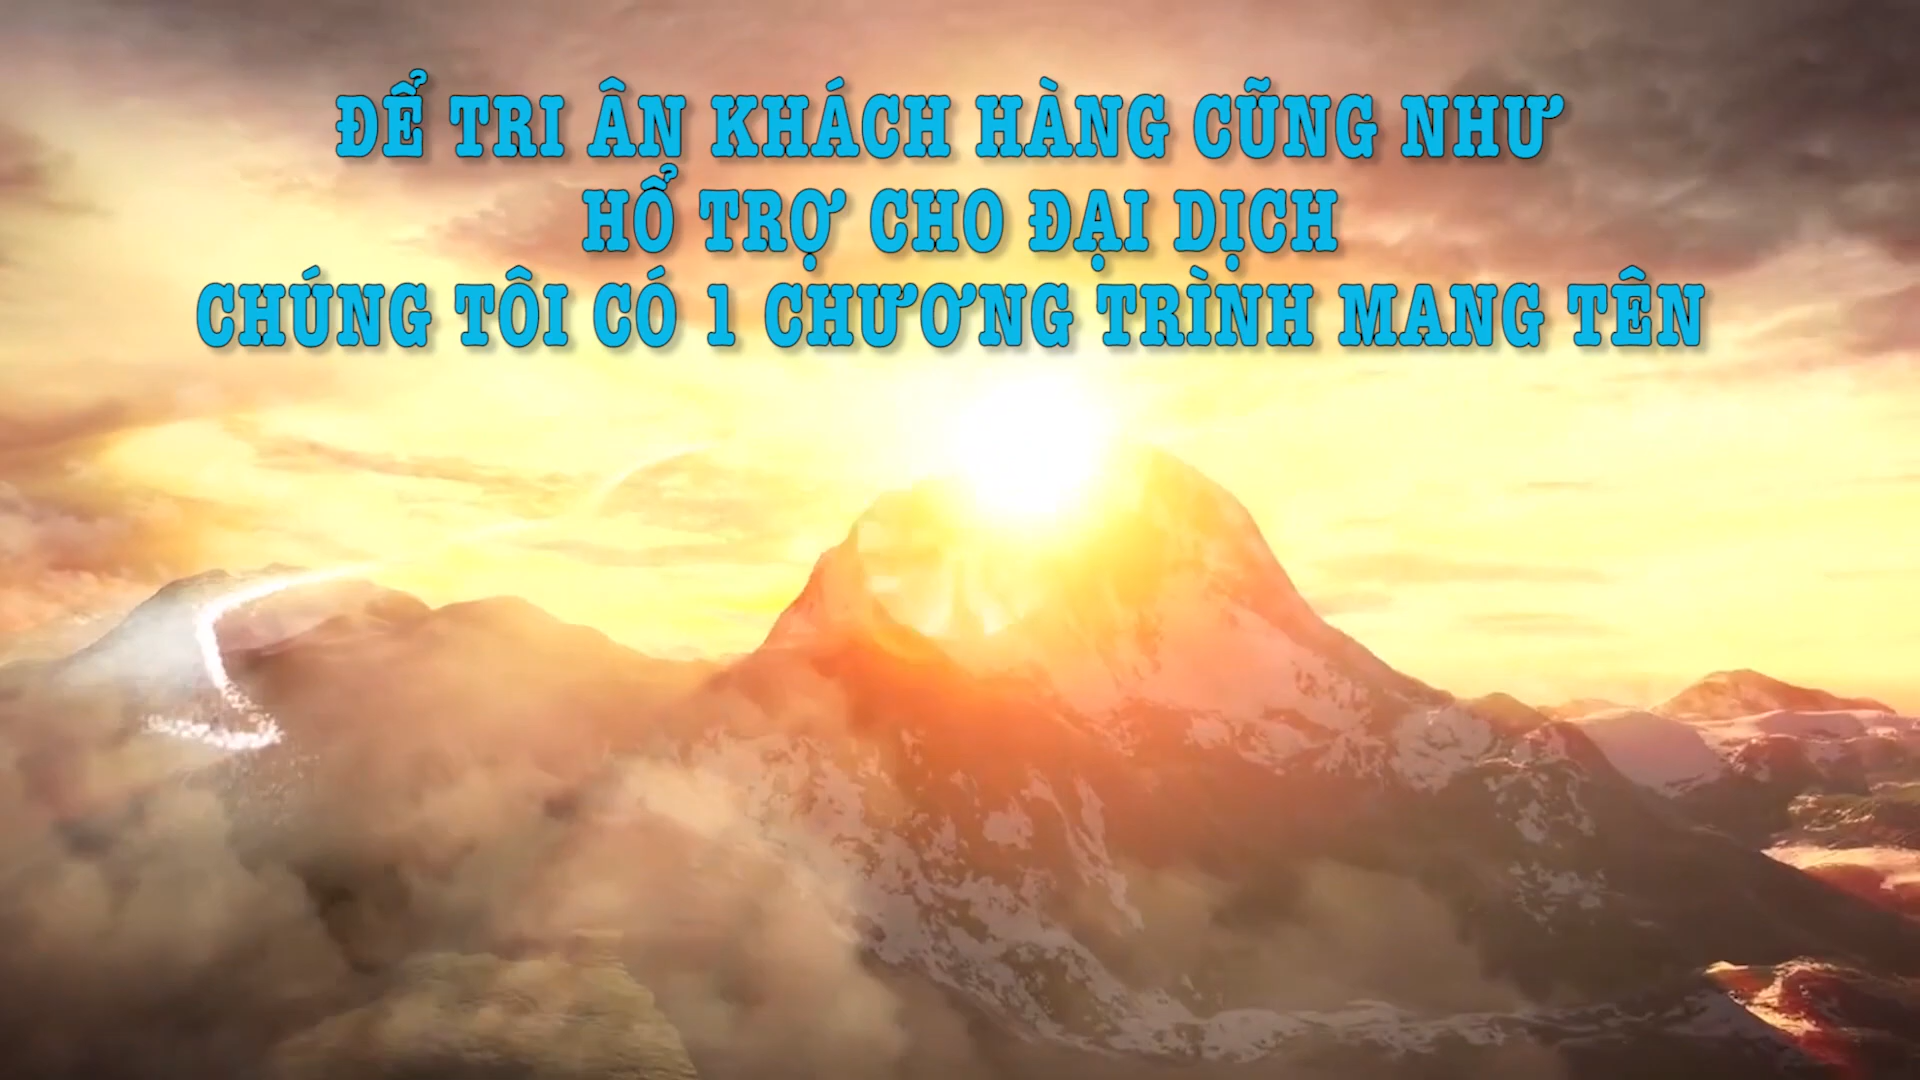 ĐỂ TRI ÂN KHÁCH HÀNG CŨNG NHƯ
HỔ TRỢ CHO ĐẠI DỊCH
CHÚNG TÔI CÓ 1 CHƯƠNG TRÌNH MANG TÊN